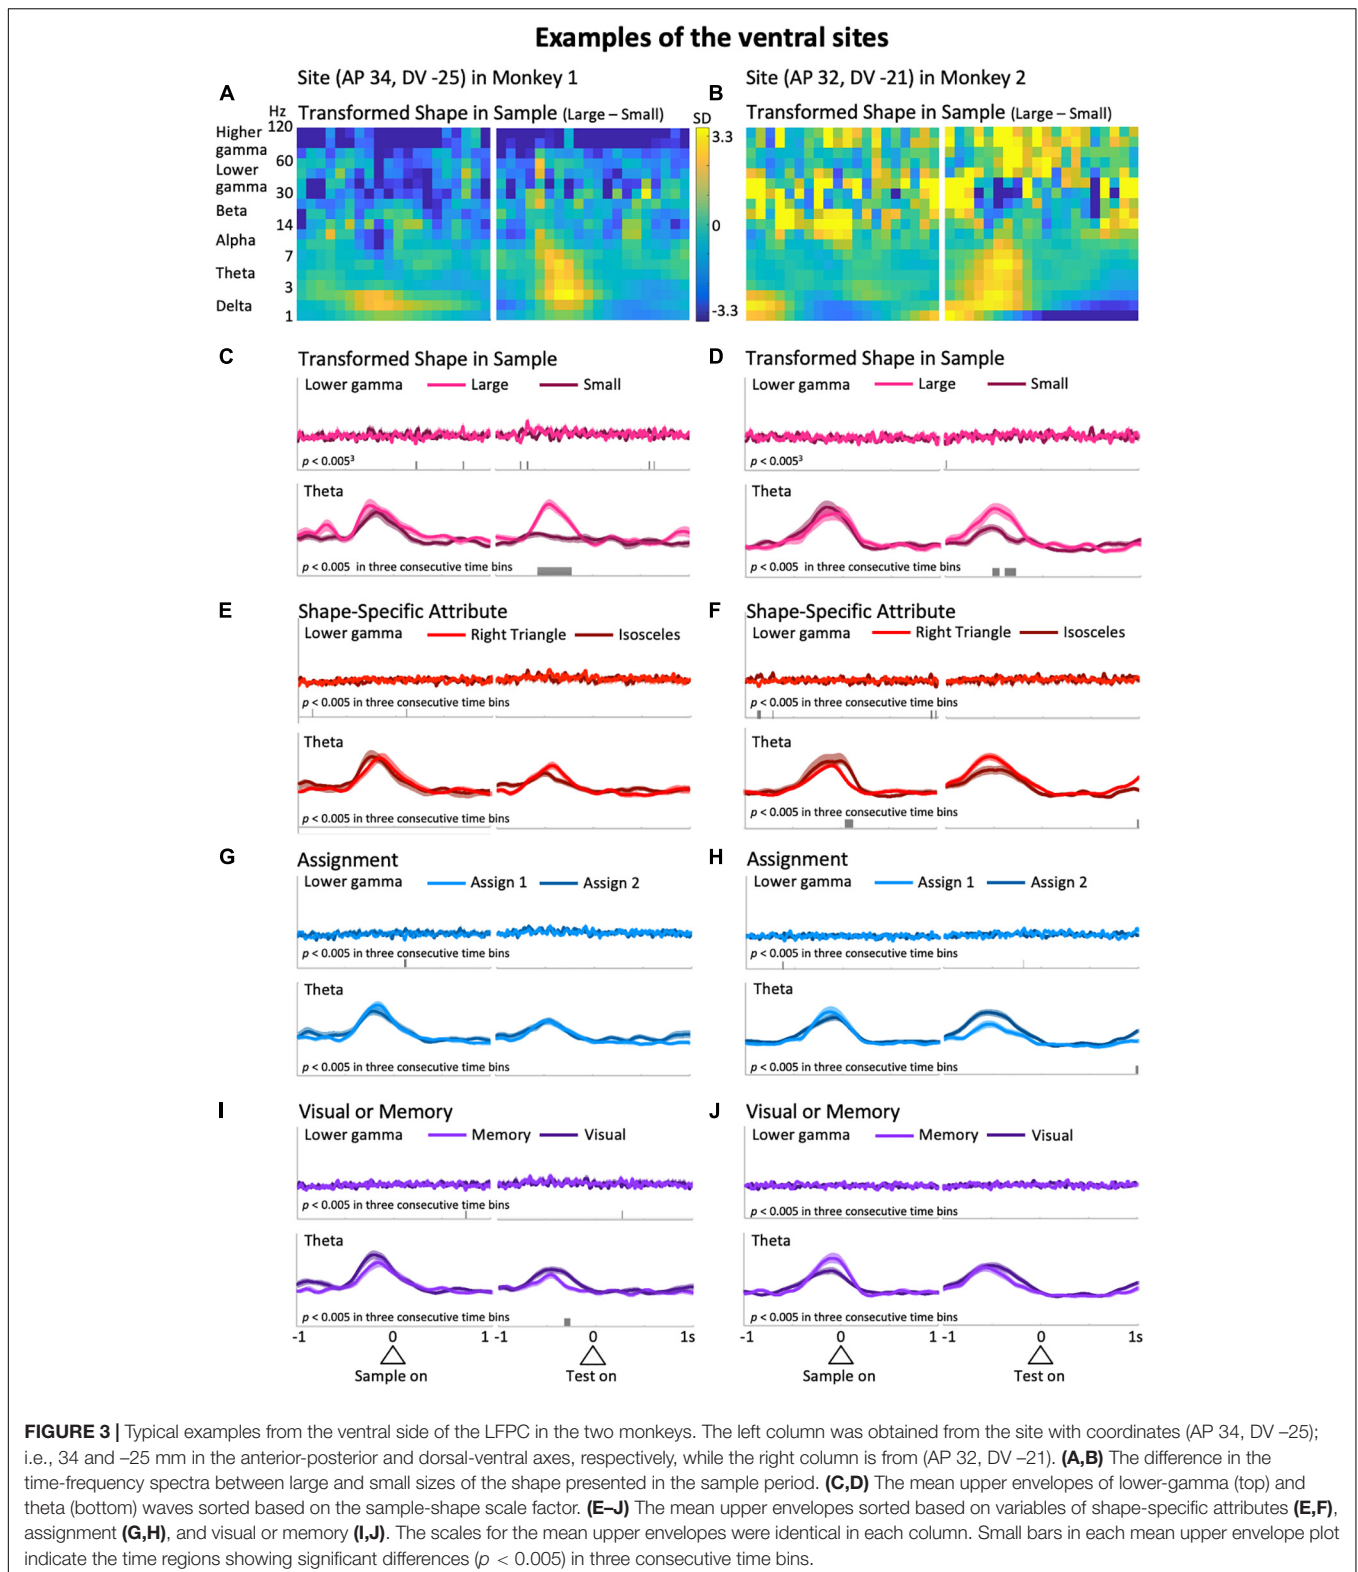 Examples of the ventral sites
Site (AP 34, DV -25) in Monkey 1
Site (AP 32, DV -21) in Monkey 2
A
Hz
Transformed Shape in Sample (Large – Small)
SD
B
Transformed Shape in Sample (Large – Small)
Higher gamma
Lower gamma
Beta
Alpha
Theta
Delta
120
60
30
14
7
3
1
3.3
0
-3.3
C
Transformed Shape in Sample
Lower gamma Large Small
p < 0.005³
Theta
p < 0.005 in three consecutive time bins
D
Transformed Shape in Sample
Lower gamma Large Small
p < 0.005³
Theta
p < 0.005 in three consecutive time bins
E
Shape-Specific Attribute
Lower gamma Right Triangle Isosceles
p < 0.005 in three consecutive time bins
Theta
p < 0.005 in three consecutive time bins
F
Shape-Specific Attribute
Lower gamma Right Triangle Isosceles
p < 0.005 in three consecutive time bins
Theta
p < 0.005 in three consecutive time bins
G
Assignment
Lower gamma Assign 1 Assign 2
p < 0.005 in three consecutive time bins
Theta
p < 0.005 in three consecutive time bins
H
Assignment
Lower gamma Assign 1 Assign 2
p < 0.005 in three consecutive time bins
Theta
p < 0.005 in three consecutive time bins
I
Visual or Memory
Lower gamma Memory Visual
p < 0.005 in three consecutive time bins
Theta
p < 0.005 in three consecutive time bins
J
Visual or Memory
Lower gamma Memory Visual
p < 0.005 in three consecutive time bins
Theta
p < 0.005 in three consecutive time bins
-1 0 1 -1 0 1s
Sample on Test on
-1 0 1 -1 0 1s
Sample on Test on
FIGURE 3 | Typical examples from the ventral side of the LFPC in the two monkeys. The left column was obtained from the site with coordinates (AP 34, DV –25);
i.e., 34 and –25 mm in the anterior-posterior and dorsal-ventral axes, respectively, while the right column is from (AP 32, DV –21). (A,B) The difference in the
time-frequency spectra between large and small sizes of the shape presented in the sample period. (C,D) The mean upper envelopes of lower-gamma (top) and
theta (bottom) waves sorted based on the sample-shape scale factor. (E–J) The mean upper envelopes sorted based on variables of shape-specific attributes (E,F),
assignment (G,H), and visual or memory (I,J). The scales for the mean upper envelopes were identical in each column. Small bars in each mean upper envelope plot
indicate the time regions showing significant differences (p < 0.005) in three consecutive time bins.